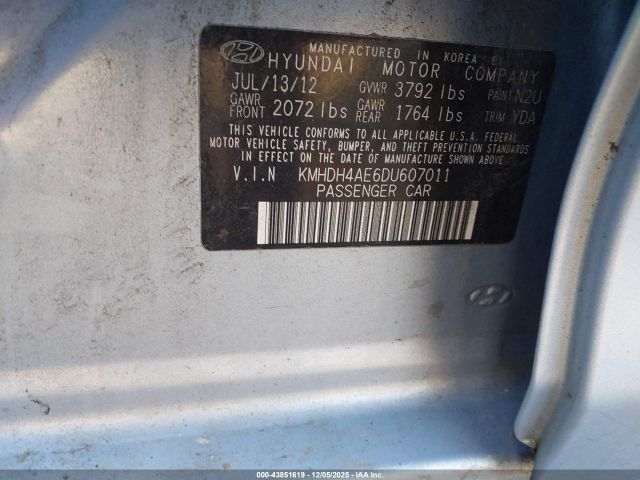 MANUFACTURED IN KOREA BY
HYUNDAI MOTOR COMPANY
JUL/13/12 GVWR 3792 lbs PAINT N2U
GAWR FRONT 2072 lbs GAWR REAR 1764 lbs TRIM YDA
THIS VEHICLE CONFORMS TO ALL APPLICABLE U.S.A. FEDERAL
MOTOR VEHICLE SAFETY, BUMPER, AND THEFT PREVENTION STANDARDS
IN EFFECT ON THE DATE OF MANUFACTURE SHOWN ABOVE.
V.I.N KMHDH4AE6DU607011
PASSENGER CAR
000-43851619 - 12/05/2025 - IAAI.COM